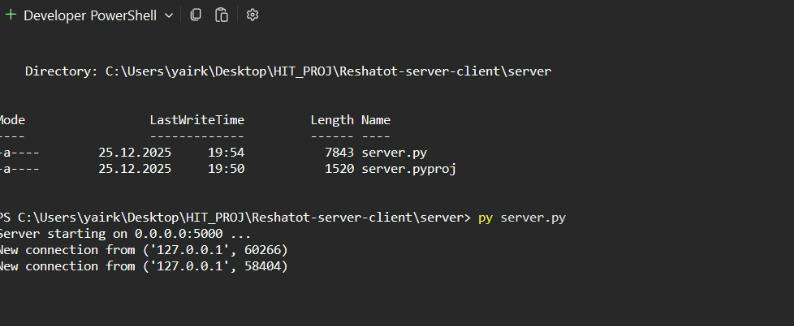 + Developer PowerShell
Directory: C:\Users\yairk\Desktop\HIT_PROJ\Reshatot-server-client\server
Mode LastWriteTime Length Name
---- ------------- ------ ----
-a---- 25.12.2025 19:54 7843 server.py
-a---- 25.12.2025 19:50 1520 server.pyproj
PS C:\Users\yairk\Desktop\HIT_PROJ\Reshatot-server-client\server> py server.py
Server starting on 0.0.0.0:5000 ...
New connection from ('127.0.0.1', 60266)
New connection from ('127.0.0.1', 58404)